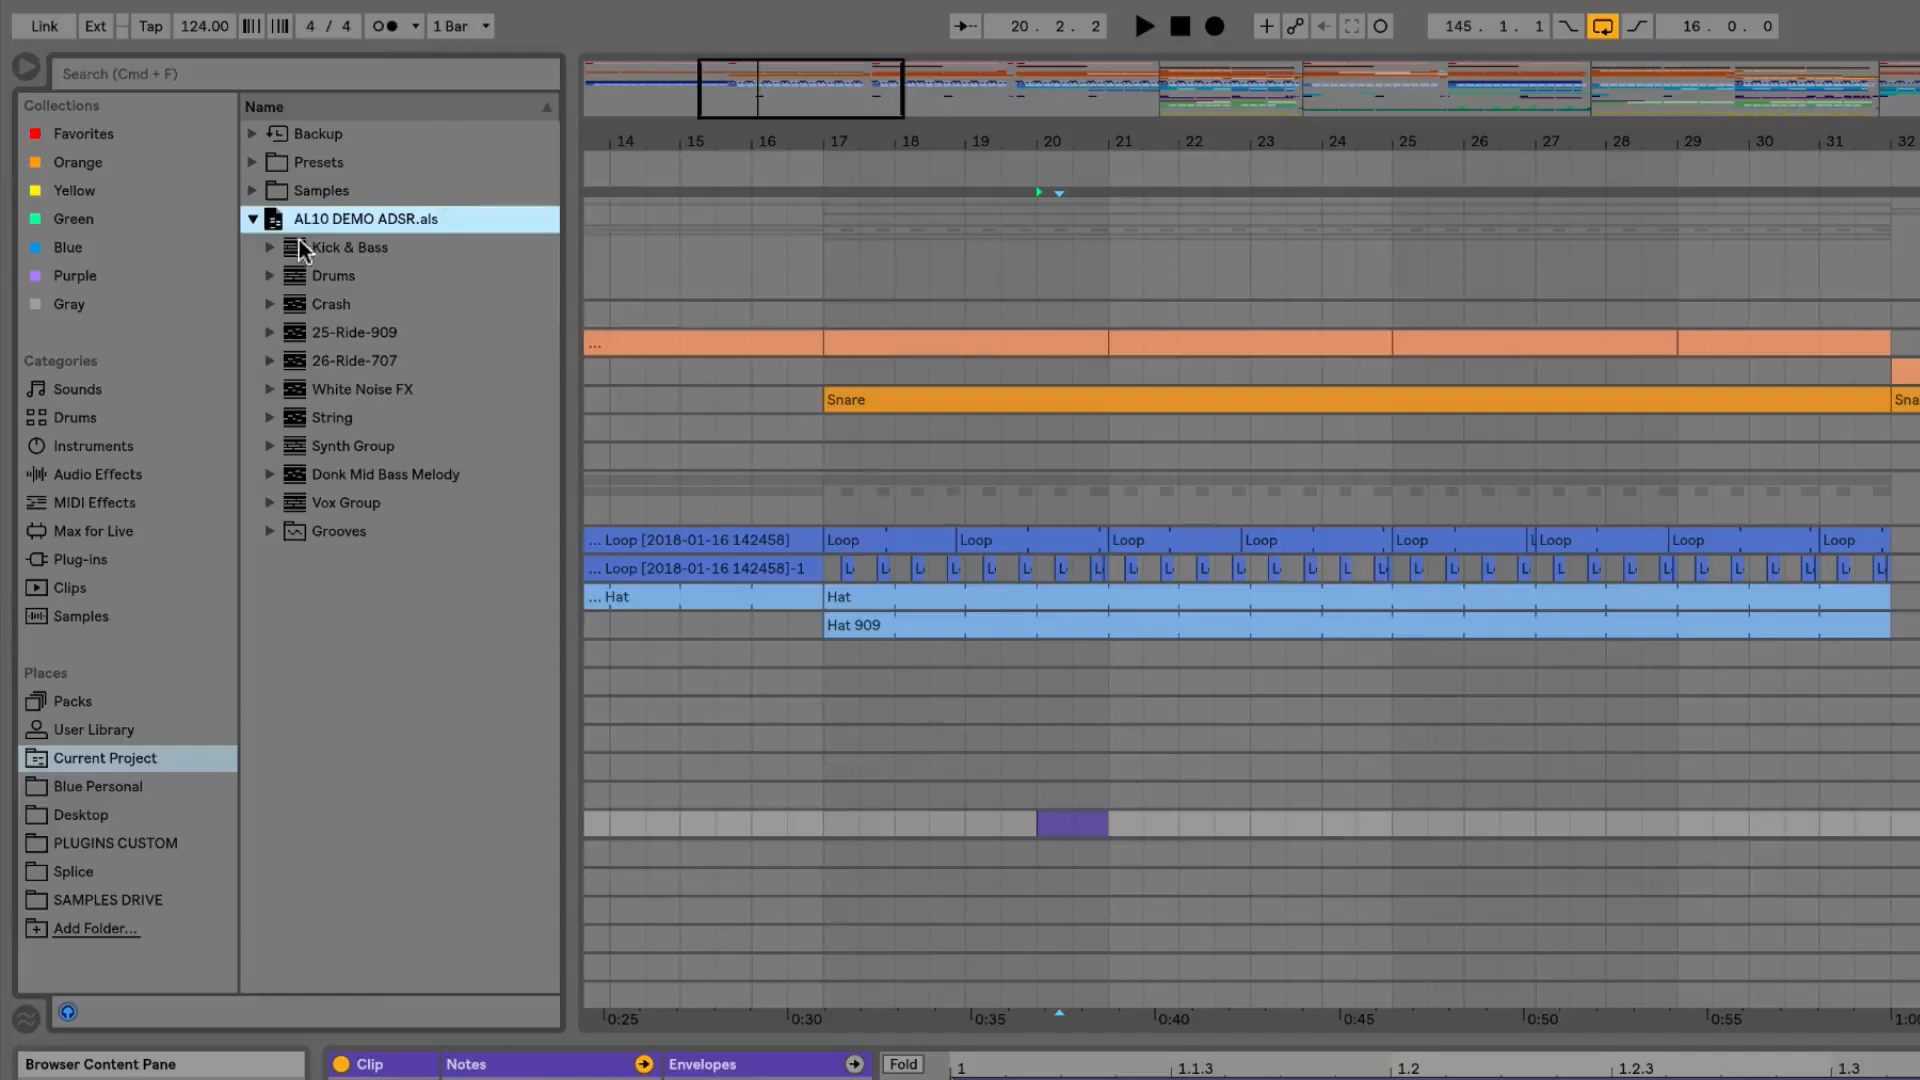 Link Ext Tap 124.00 4 / 4 1 Bar 20. 2. 2 145. 1. 1 16. 0. 0
Search (Cmd + F)
Collections
Favorites
Orange
Yellow
Green
Blue
Purple
Gray
Categories
Sounds
Drums
Instruments
Audio Effects
MIDI Effects
Max for Live
Plug-ins
Clips
Samples
Places
Packs
User Library
Current Project
Blue Personal
Desktop
PLUGINS CUSTOM
Splice
SAMPLES DRIVE
Add Folder...
Name
Backup
Presets
Samples
AL10 DEMO ADSR.als
Kick & Bass
Drums
Crash
25-Ride-909
26-Ride-707
White Noise FX
String
Synth Group
Donk Mid Bass Melody
Vox Group
Grooves
14 15 16 17 18 19 20 21 22 23 24 25 26 27 28 29 30 31 32
...
Snare Sna
... Loop [2018-01-16 142458] Loop Loop Loop Loop Loop Loop Loop Loop
... Loop [2018-01-16 142458]-1 L L L L L L L L L L L L L L L L L L L L L L L L L L L L L L
... Hat Hat
Hat 909
0:25 0:30 0:35 0:40 0:45 0:50 0:55 1:00
Browser Content Pane Clip Notes Envelopes Fold 1 1.1.3 1.2 1.2.3 1.3